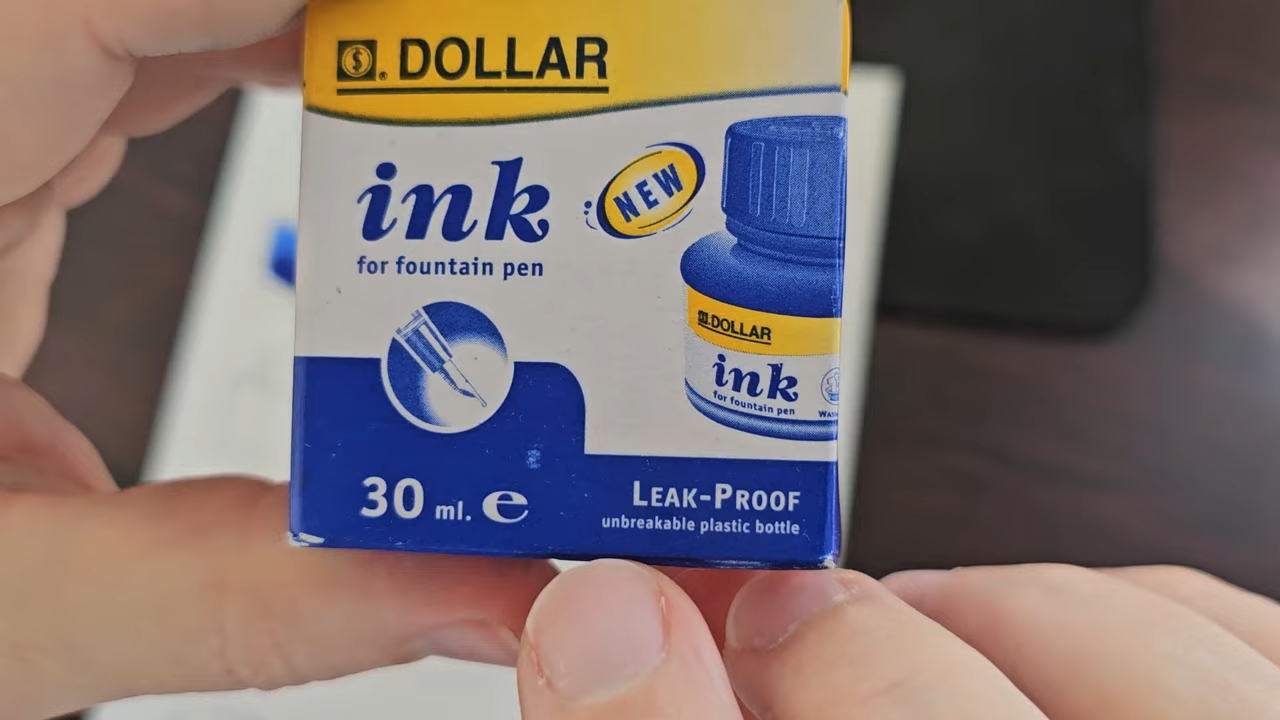 $ ®. DOLLAR
ink
for fountain pen
NEW
DOLLAR
ink
for fountain pen
30 ml. ℮
LEAK-PROOF
unbreakable plastic bottle